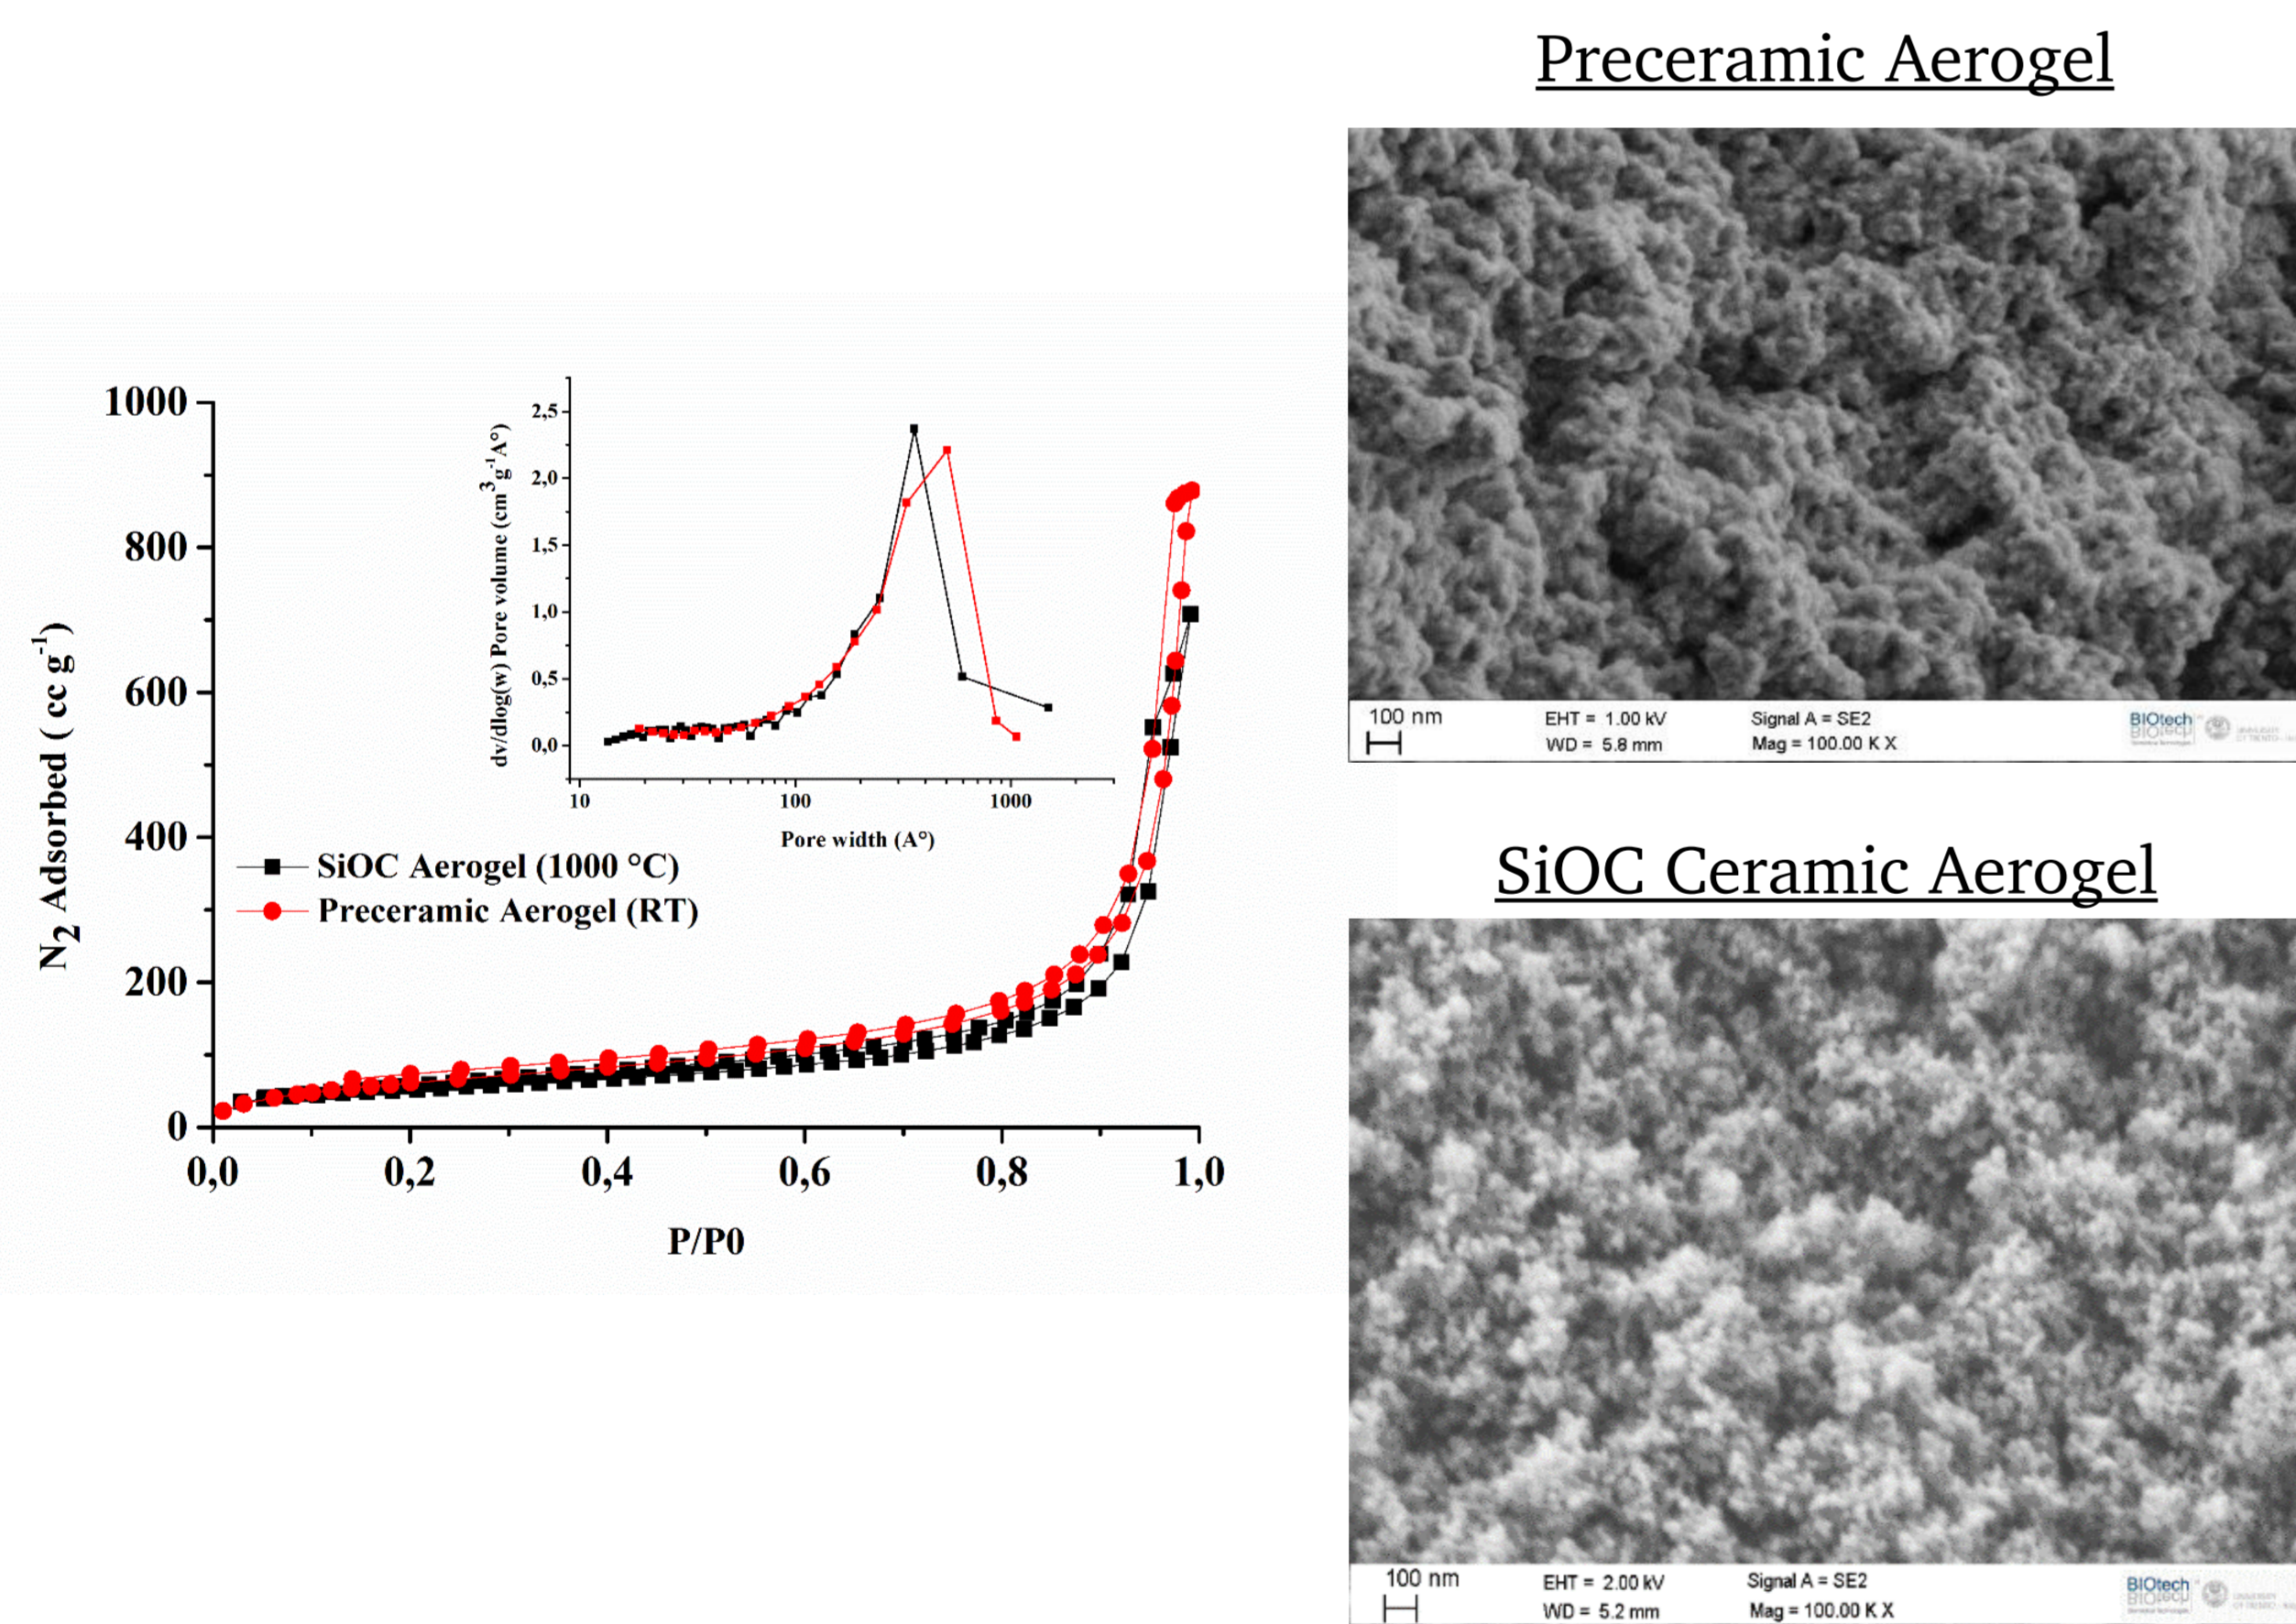 Preceramic Aerogel
1000
800
600
400
200
0
N2 Adsorbed ( cc g-1)
0,0 0,2 0,4 0,6 0,8 1,0
P/P0
SiOC Aerogel (1000 °C)
Preceramic Aerogel (RT)
2,5
2,0
1,5
1,0
0,5
0,0
dv/dlog(w) Pore volume (cm3g-1A°)
10 100 1000
Pore width (A°)
100 nm
EHT = 1.00 kV
WD = 5.8 mm
Signal A = SE2
Mag = 100.00 K X
BIOtech
SiOC Ceramic Aerogel
100 nm
EHT = 2.00 kV
WD = 5.2 mm
Signal A = SE2
Mag = 100.00 K X
BIOtech